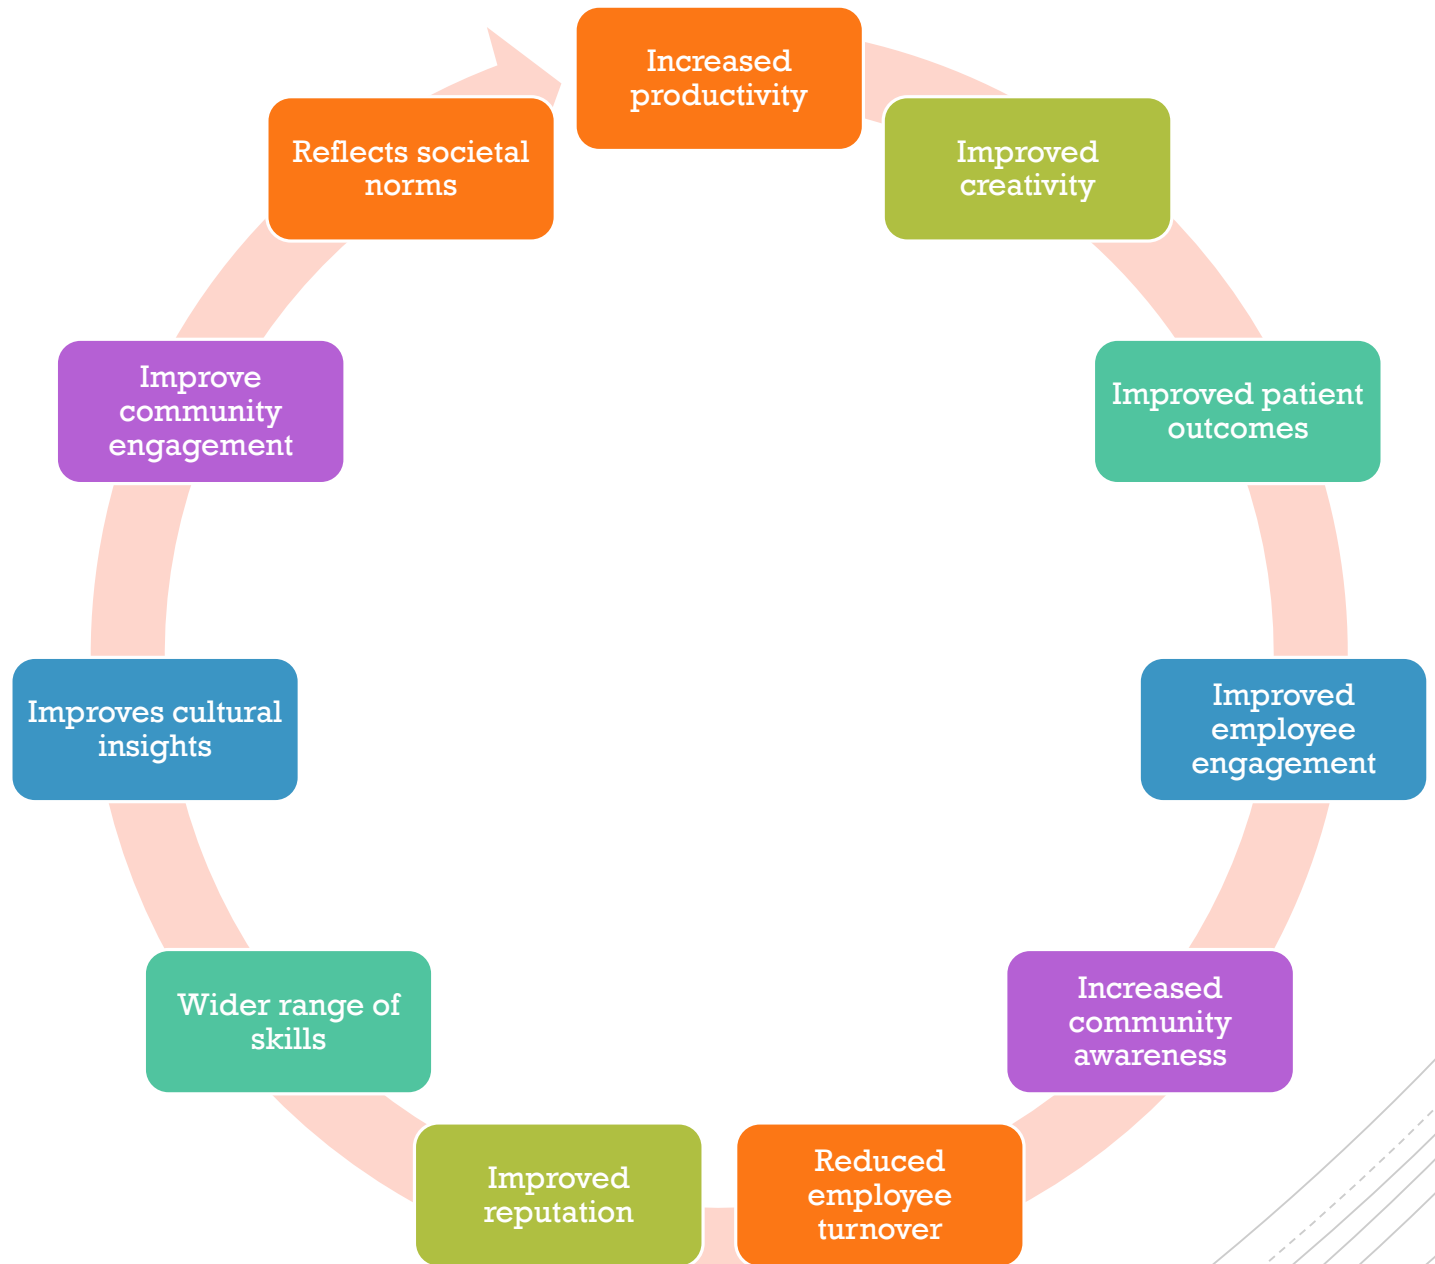 Increased
productivity
Improved
creativity
Improved patient
outcomes
Improved
employee
engagement
Increased
community
awareness
Reduced
employee
turnover
Improved
reputation
Wider range of
skills
Improves cultural
insights
Improve
community
engagement
Reflects societal
norms